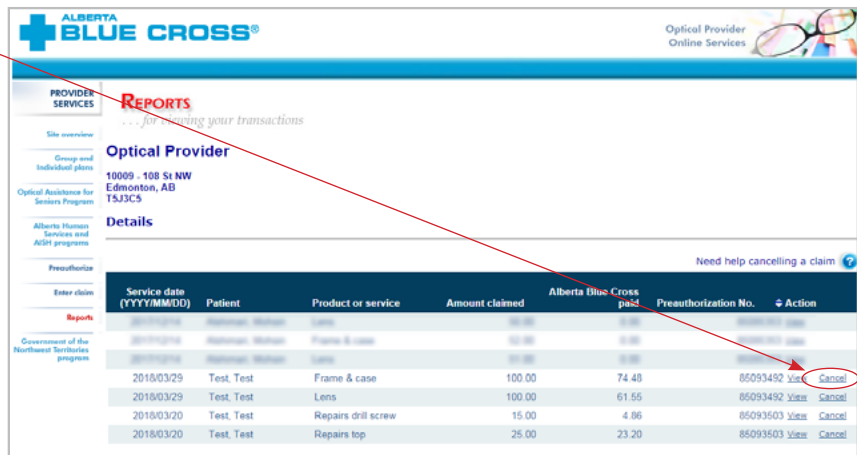 ALBERTA
BLUE CROSS®
Optical Provider
Online Services
PROVIDER
SERVICES
Site overview
Group and
Individual plans
Optical Assistance for
Seniors Program
Alberta Human
Services and
AISH programs
Preauthorize
Enter claim
Reports
Government of the
Northwest Territories
program
REPORTS
. . . for viewing your transactions
Optical Provider
10009 - 108 St NW
Edmonton, AB
T5J3C5
Details
Need help cancelling a claim ?
Service date
(YYYY/MM/DD) Patient Product or service Amount claimed Alberta Blue Cross
paid Preauthorization No. Action
2018/03/29 Test, Test Frame & case 100.00 74.48 85093492 View Cancel
2018/03/29 Test, Test Lens 100.00 61.55 85093492 View Cancel
2018/03/20 Test, Test Repairs drill screw 15.00 4.86 85093503 View Cancel
2018/03/20 Test, Test Repairs top 25.00 23.20 85093503 View Cancel